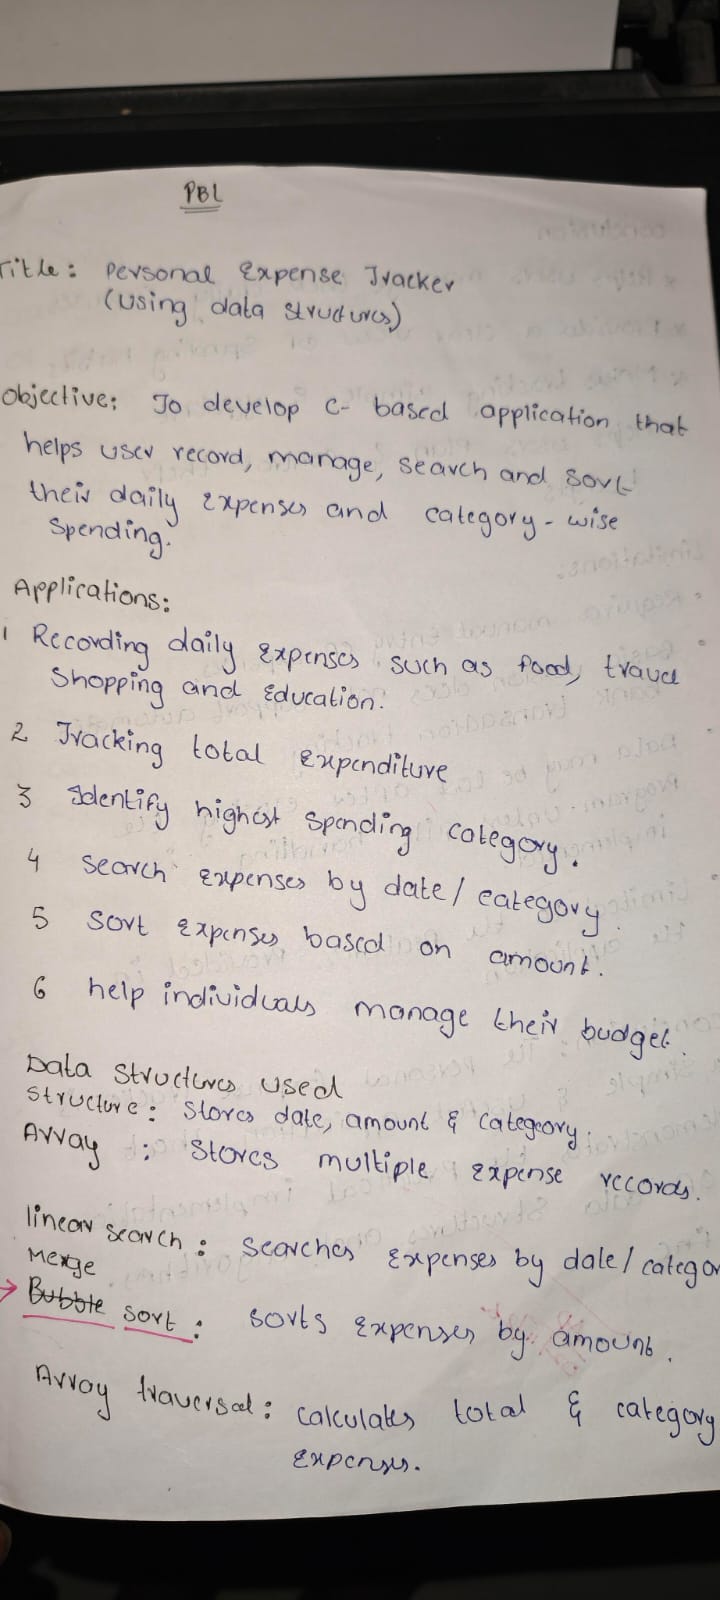 PBL
Title: Personal Expense Tracker
(using data structures)
Objective: To develop C- based application that
helps user record, manage, search and sort
their daily expenses and category-wise
spending.
Applications:
1 Recording daily expenses such as food, travel
shopping and education.
2 Tracking total expenditure
3 Identify highest spending category.
4 search expenses by date/category.
5 sort expenses based on amount.
6 help individuals manage their budget.
Data structures used
structure: stores date, amount & category.
Array : stores multiple expense records.
linear search: searches expenses by date/categor
Merge
Bubble sort: sorts expenses by amount.
Array traversal: calculates total & category
expenses.